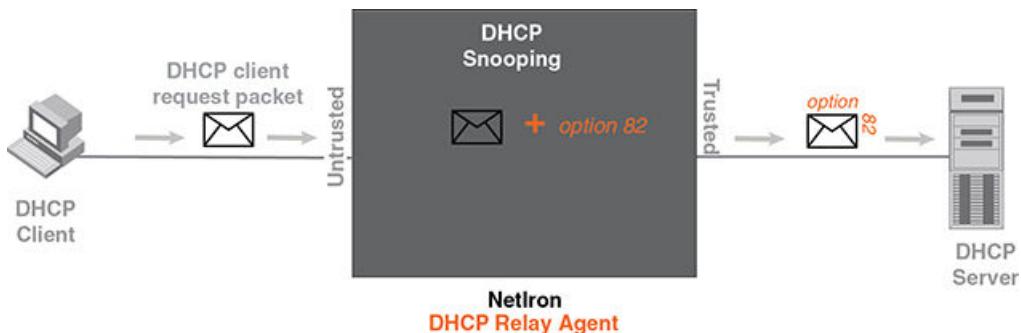 DHCP
Snooping
DHCP client
request packet
Untrusted
+ option 82
Trusted
option
82
DHCP
Client
DHCP
Server
NetIron
DHCP Relay Agent